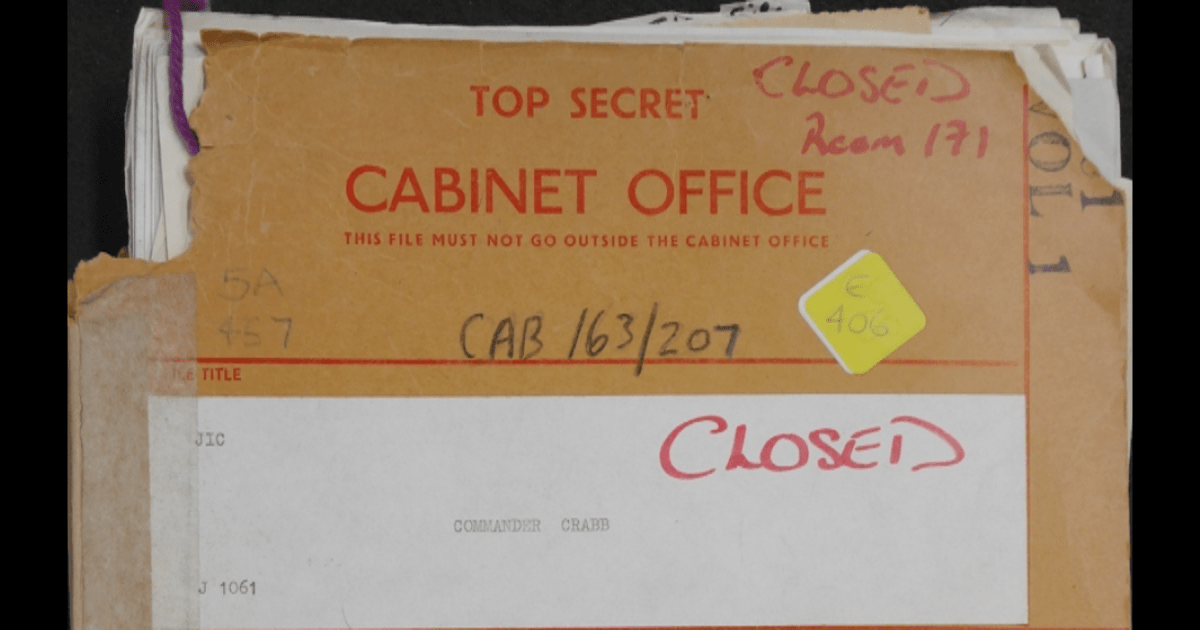 CLOSED
TOP SECRET
Room 171
CABINET OFFICE
THIS FILE MUST NOT GO OUTSIDE THE CABINET OFFICE
VOL 1
5A
E
406
457
CAB 163/207
FILE TITLE
JIC
CLOSED
COMMANDER CRABB
J 1061